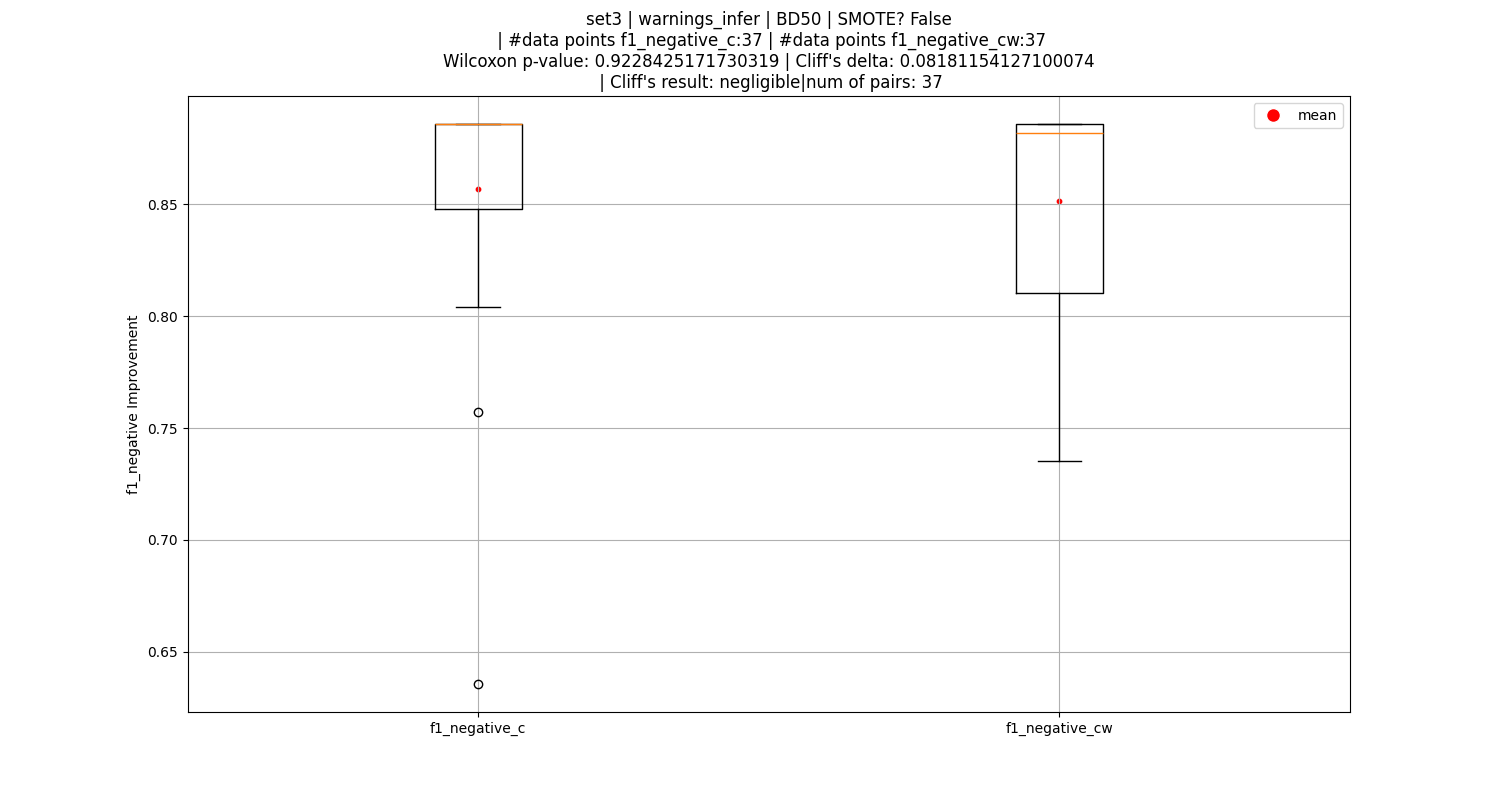 set3 | warnings_infer | BD50 | SMOTE? False
| #data points f1_negative_c:37 | #data points f1_negative_cw:37
Wilcoxon p-value: 0.9228425171730319 | Cliff's delta: 0.08181154127100074
| Cliff's result: negligible|num of pairs: 37
mean
0.85
0.80
0.75
0.70
0.65
f1_negative Improvement
f1_negative_c
f1_negative_cw